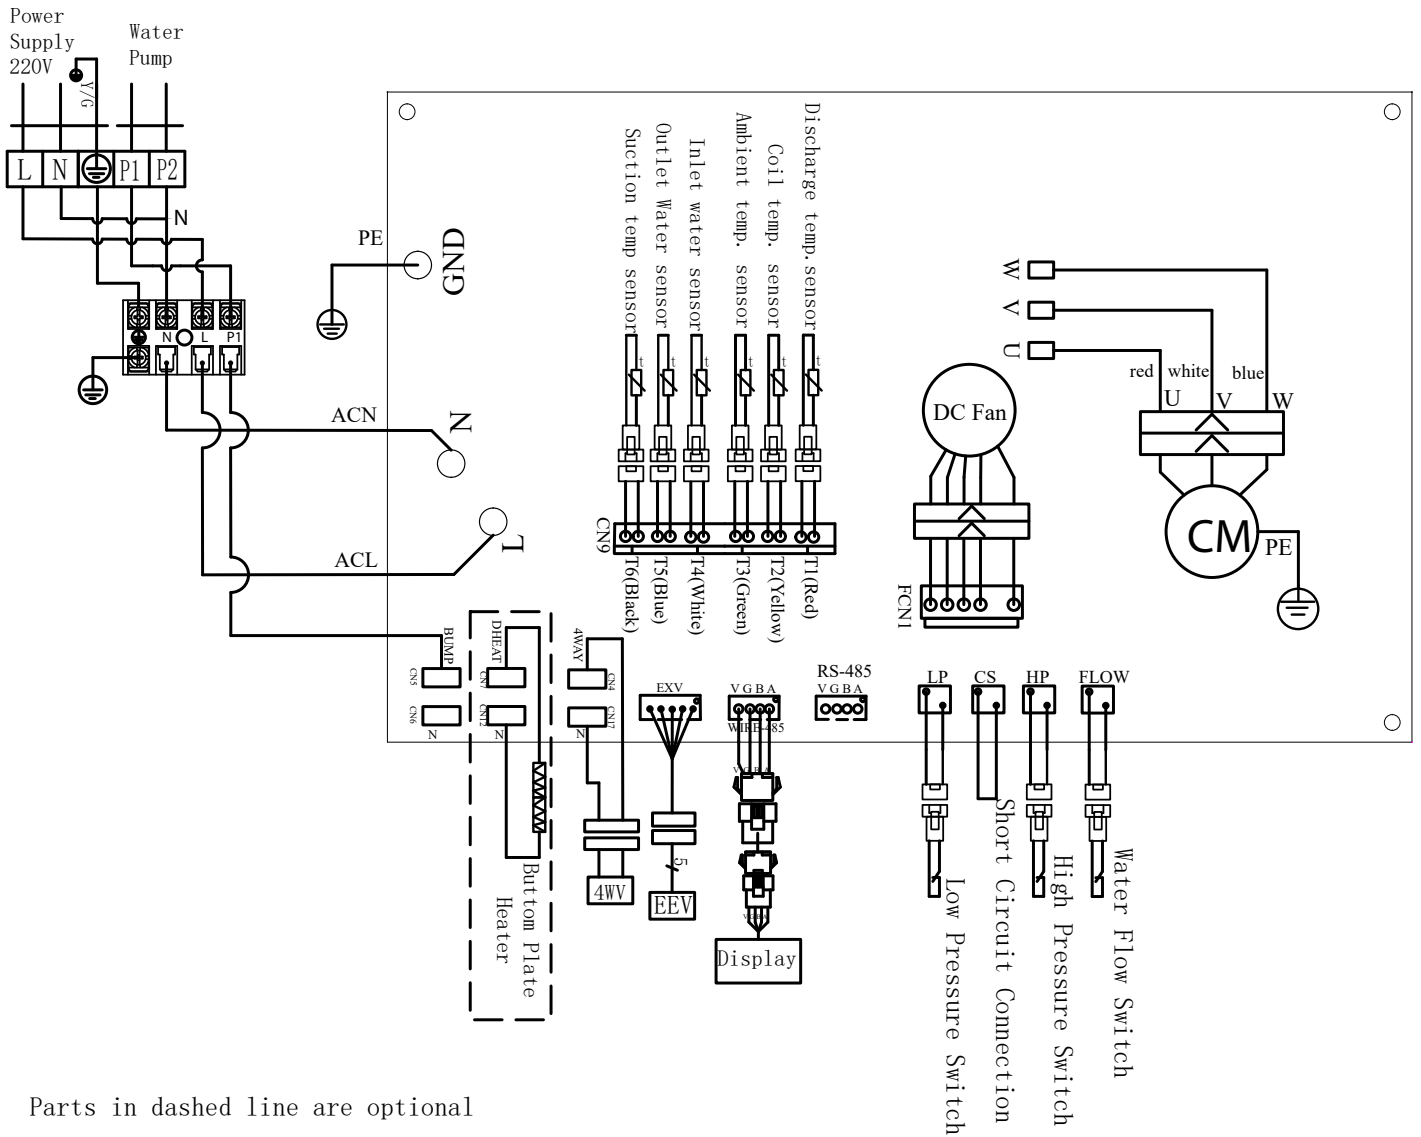 Power
Supply
220V
Water
Pump
Y/G
L N P1 P2
N
N L P1
PE
GND
ACN
N
ACL
L
Suction temp sensor
Outlet Water sensor
Inlet water sensor
Ambient temp. sensor
Coil temp. sensor
Discharge temp.sensor
t t t t t t
CN9
T6(Black)
T5(Blue)
T4(White)
T3(Green)
T2(Yellow)
T1(Red)
DC Fan
FCN1
W
V
U
red white blue
U V W
CM
PE
BUMP
CN5
CN6
N
DHEAT
CN7
CN12
N
Buttom Plate
Heater
4WAY
CN4
CN17
N
4WV
EXV
5
EEV
V G B A
WIRE-485
V G B A
V G B A
Display
RS-485
V G B A
LP CS HP FLOW
Low Pressure Switch
Short Circuit Connection
High Pressure Switch
Water Flow Switch
Parts in dashed line are optional